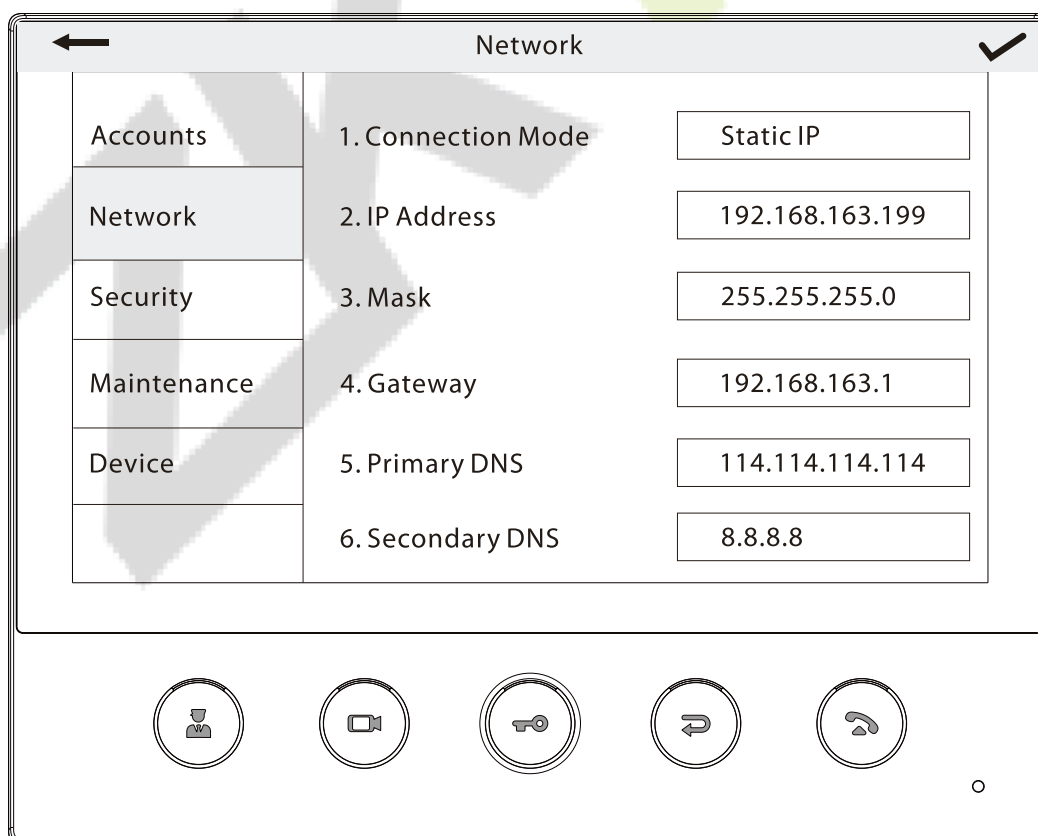 Network
Accounts
Network
Security
Maintenance
Device
1. Connection Mode Static IP
2. IP Address 192.168.163.199
3. Mask 255.255.255.0
4. Gateway 192.168.163.1
5. Primary DNS 114.114.114.114
6. Secondary DNS 8.8.8.8